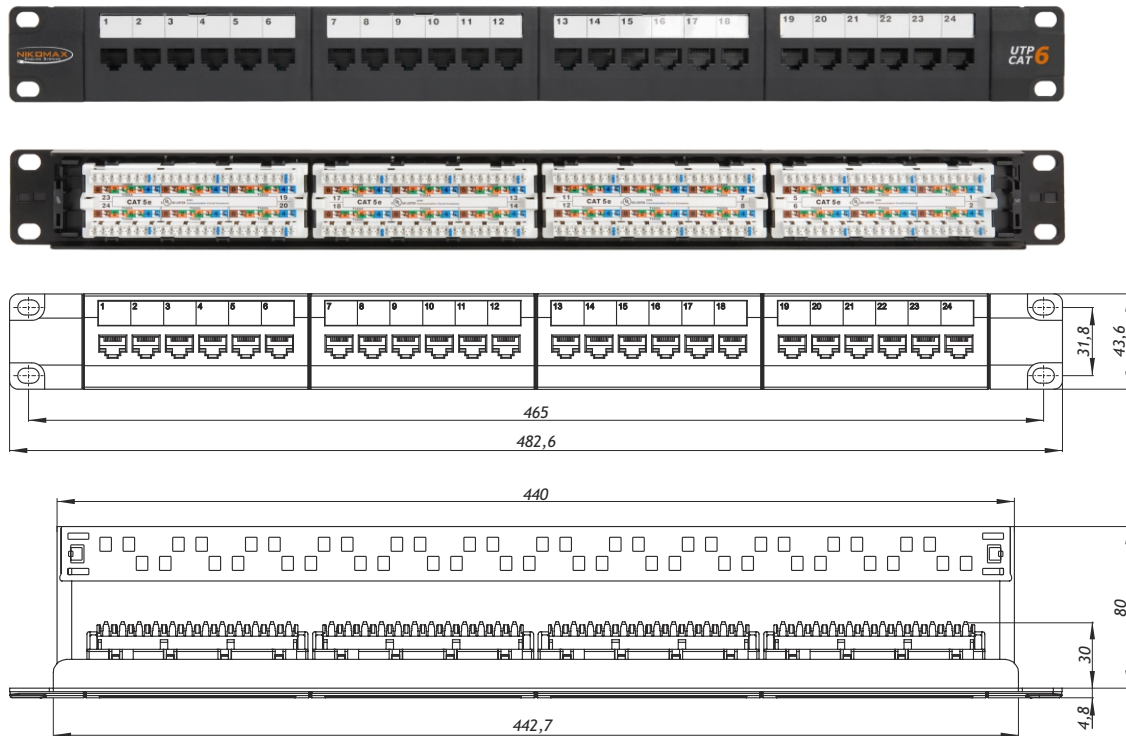 1 2 3 4 5 6 7 8 9 10 11 12 13 14 15 16 17 18 19 20 21 22 23 24
NIKOMAX
UTP
CAT 6
23 19 17 13 11 7 5 1
CAT 5e CAT 5e CAT 5e CAT 5e
24 20 18 14 12 8 6 2
1 2 3 4 5 6 7 8 9 10 11 12 13 14 15 16 17 18 19 20 21 22 23 24
31,8
43,6
465
482,6
440
80
30
4,8
442,7